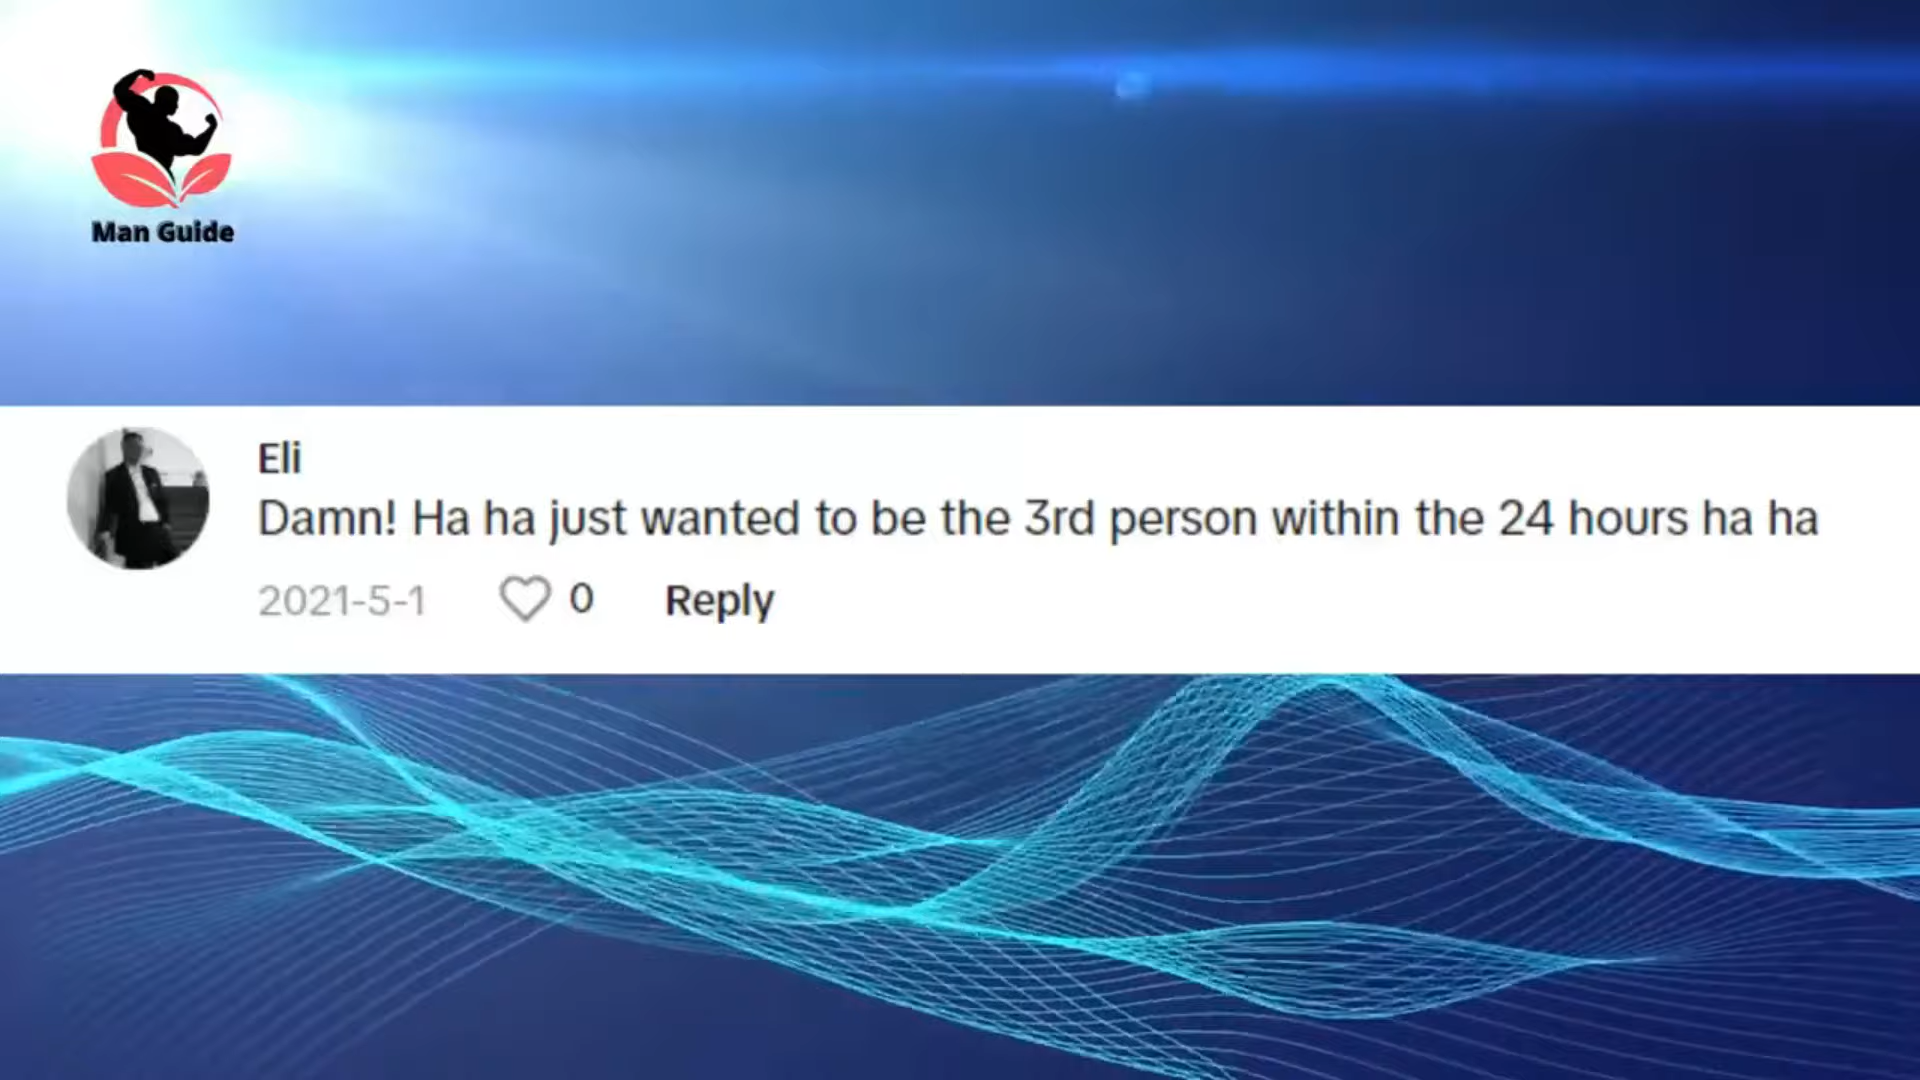 Man Guide
Eli
Damn! Ha ha just wanted to be the 3rd person within the 24 hours ha ha
2021-5-1 0 Reply